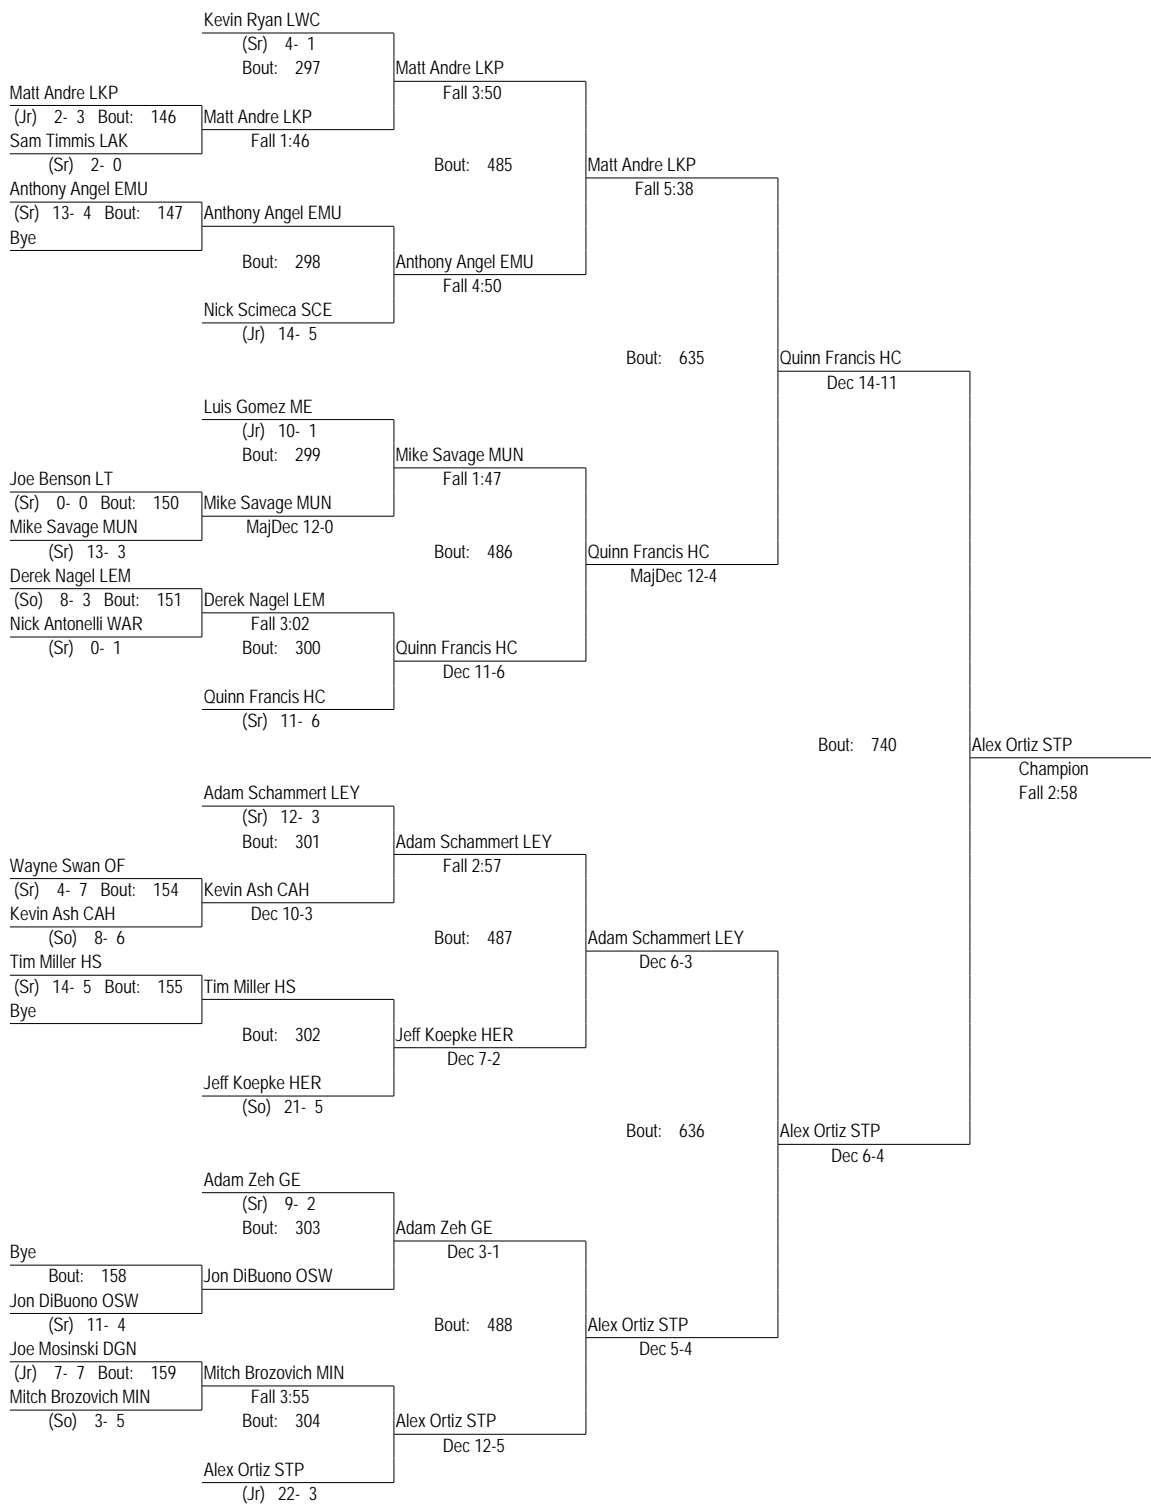 Kevin Ryan LWC
(Sr) 4- 1
Bout: 297
Matt Andre LKP
Fall 3:50
Matt Andre LKP
(Jr) 2- 3 Bout: 146
Matt Andre LKP
Sam Timmis LAK
Fall 1:46
(Sr) 2- 0
Bout: 485
Matt Andre LKP
Anthony Angel EMU
Fall 5:38
(Sr) 13- 4 Bout: 147
Anthony Angel EMU
Bye
Bout: 298
Anthony Angel EMU
Fall 4:50
Nick Scimeca SCE
(Jr) 14- 5
Bout: 635
Quinn Francis HC
Dec 14-11
Luis Gomez ME
(Jr) 10- 1
Bout: 299
Mike Savage MUN
Fall 1:47
Joe Benson LT
(Sr) 0- 0 Bout: 150
Mike Savage MUN
Mike Savage MUN
MajDec 12-0
(Sr) 13- 3
Bout: 486
Quinn Francis HC
Derek Nagel LEM
MajDec 12-4
(So) 8- 3 Bout: 151
Derek Nagel LEM
Nick Antonelli WAR
Fall 3:02
(Sr) 0- 1
Bout: 300
Quinn Francis HC
Dec 11-6
Quinn Francis HC
(Sr) 11- 6
Bout: 740
Alex Ortiz STP
Champion
Fall 2:58
Adam Schammert LEY
(Sr) 12- 3
Bout: 301
Adam Schammert LEY
Fall 2:57
Wayne Swan OF
(Sr) 4- 7 Bout: 154
Kevin Ash CAH
Kevin Ash CAH
Dec 10-3
(So) 8- 6
Bout: 487
Adam Schammert LEY
Tim Miller HS
Dec 6-3
(Sr) 14- 5 Bout: 155
Tim Miller HS
Bye
Bout: 302
Jeff Koepke HER
Dec 7-2
Jeff Koepke HER
(So) 21- 5
Bout: 636
Alex Ortiz STP
Dec 6-4
Adam Zeh GE
(Sr) 9- 2
Bout: 303
Adam Zeh GE
Dec 3-1
Bye
Bout: 158
Jon DiBuono OSW
Jon DiBuono OSW
(Sr) 11- 4
Bout: 488
Alex Ortiz STP
Joe Mosinski DGN
Dec 5-4
(Jr) 7- 7 Bout: 159
Mitch Brozovich MIN
Mitch Brozovich MIN
Fall 3:55
(So) 3- 5
Bout: 304
Alex Ortiz STP
Dec 12-5
Alex Ortiz STP
(Jr) 22- 3